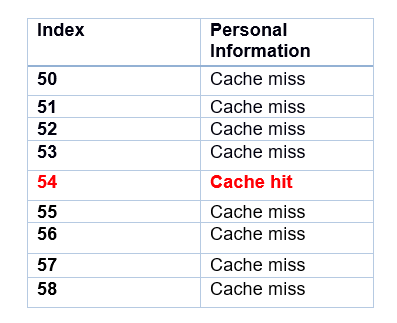 Index Personal
Information
50 Cache miss
51 Cache miss
52 Cache miss
53 Cache miss
54 Cache hit
55 Cache miss
56 Cache miss
57 Cache miss
58 Cache miss